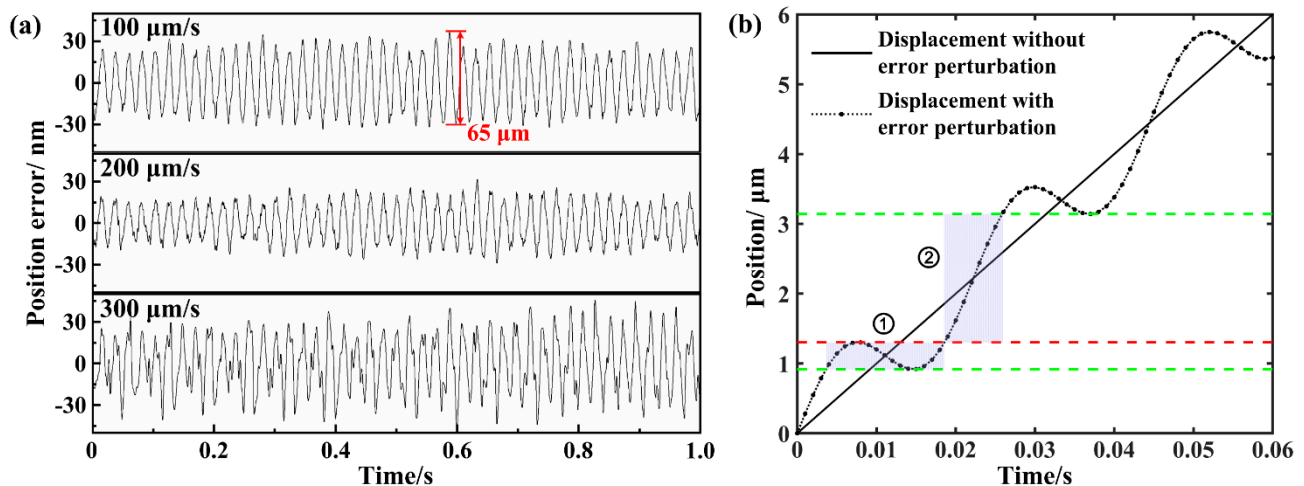 (a)
100 μm/s
30
0
-30
65 μm
200 μm/s
30
0
-30
300 μm/s
30
0
-30
Position error/ nm
0 0.2 0.4 0.6 0.8 1.0
Time/s
(b)
Displacement without
error perturbation
Displacement with
error perturbation
②
①
6
5
4
3
2
1
0
Position/ μm
0 0.01 0.02 0.03 0.04 0.05 0.06
Time/s